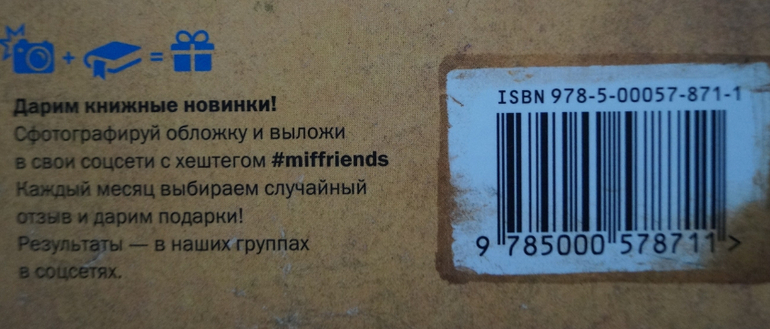 Дарим книжные новинки!
Сфотографируй обложку и выложи
в свои соцсети с хештегом #miffriends
Каждый месяц выбираем случайный
отзыв и дарим подарки!
Результаты — в наших группах
в соцсетях.
ISBN 978-5-00057-871-1
9 785000 578711 >